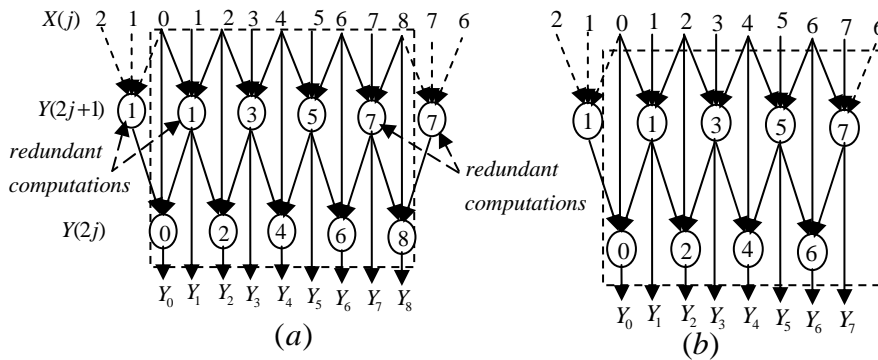 X(j) 2 1 0 1 2 3 4 5 6 7 8 7 6
2 1 0 1 2 3 4 5 6 7 6
Y(2j+1) 1 1 3 5 7 7
1 1 3 5 7
redundant
computations
redundant
computations
Y(2j) 0 2 4 6 8
0 2 4 6
Y0 Y1 Y2 Y3 Y4 Y5 Y6 Y7 Y8
Y0 Y1 Y2 Y3 Y4 Y5 Y6 Y7
(a)
(b)